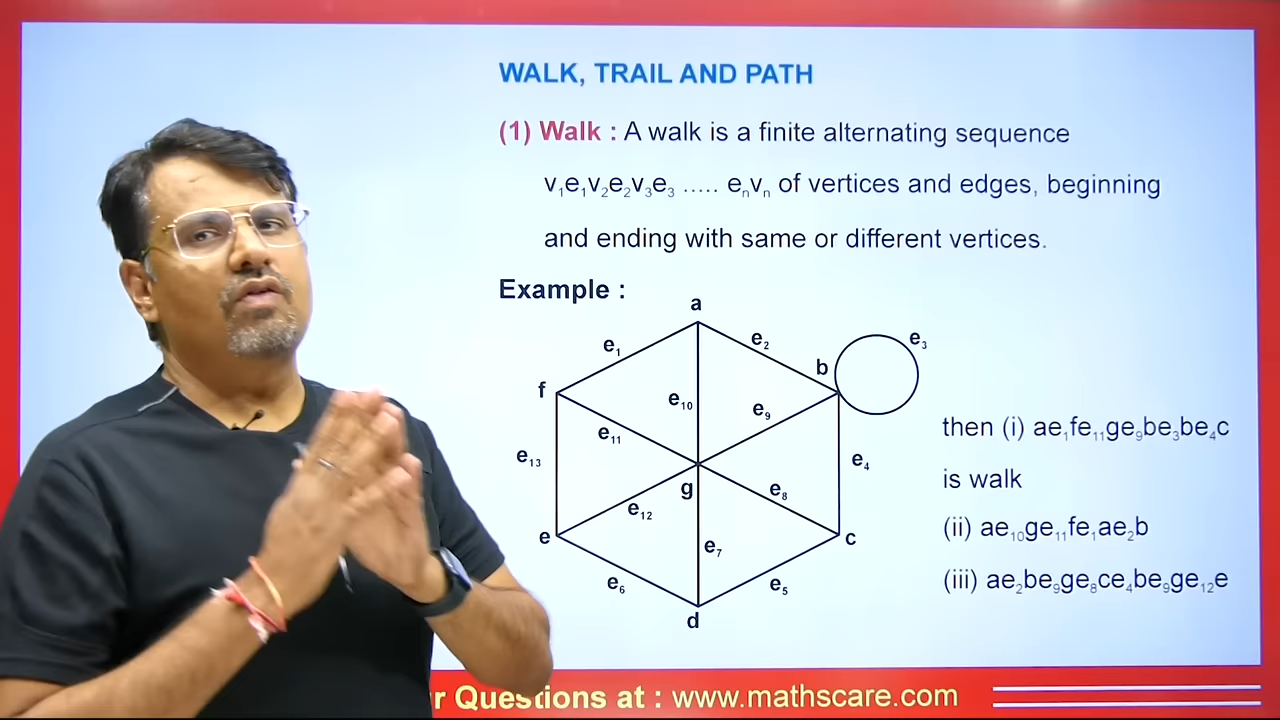 WALK, TRAIL AND PATH
(1) Walk : A walk is a finite alternating sequence
v₁e₁v₂e₂v₃e₃ ..... eₙvₙ of vertices and edges, beginning
and ending with same or different vertices.
Example :
a
e₁
e₂
e₃
b
f
e₁₀
e₉
e₁₁
e₁₃
e₄
g
e₈
e₁₂
e
c
e₇
e₆
e₅
d
then (i) ae₁fe₁₁ge₉be₃be₄c
is walk
(ii) ae₁₀ge₁₁fe₁ae₂b
(iii) ae₂be₉ge₈ce₄be₉ge₁₂e
r Questions at : www.mathscare.com